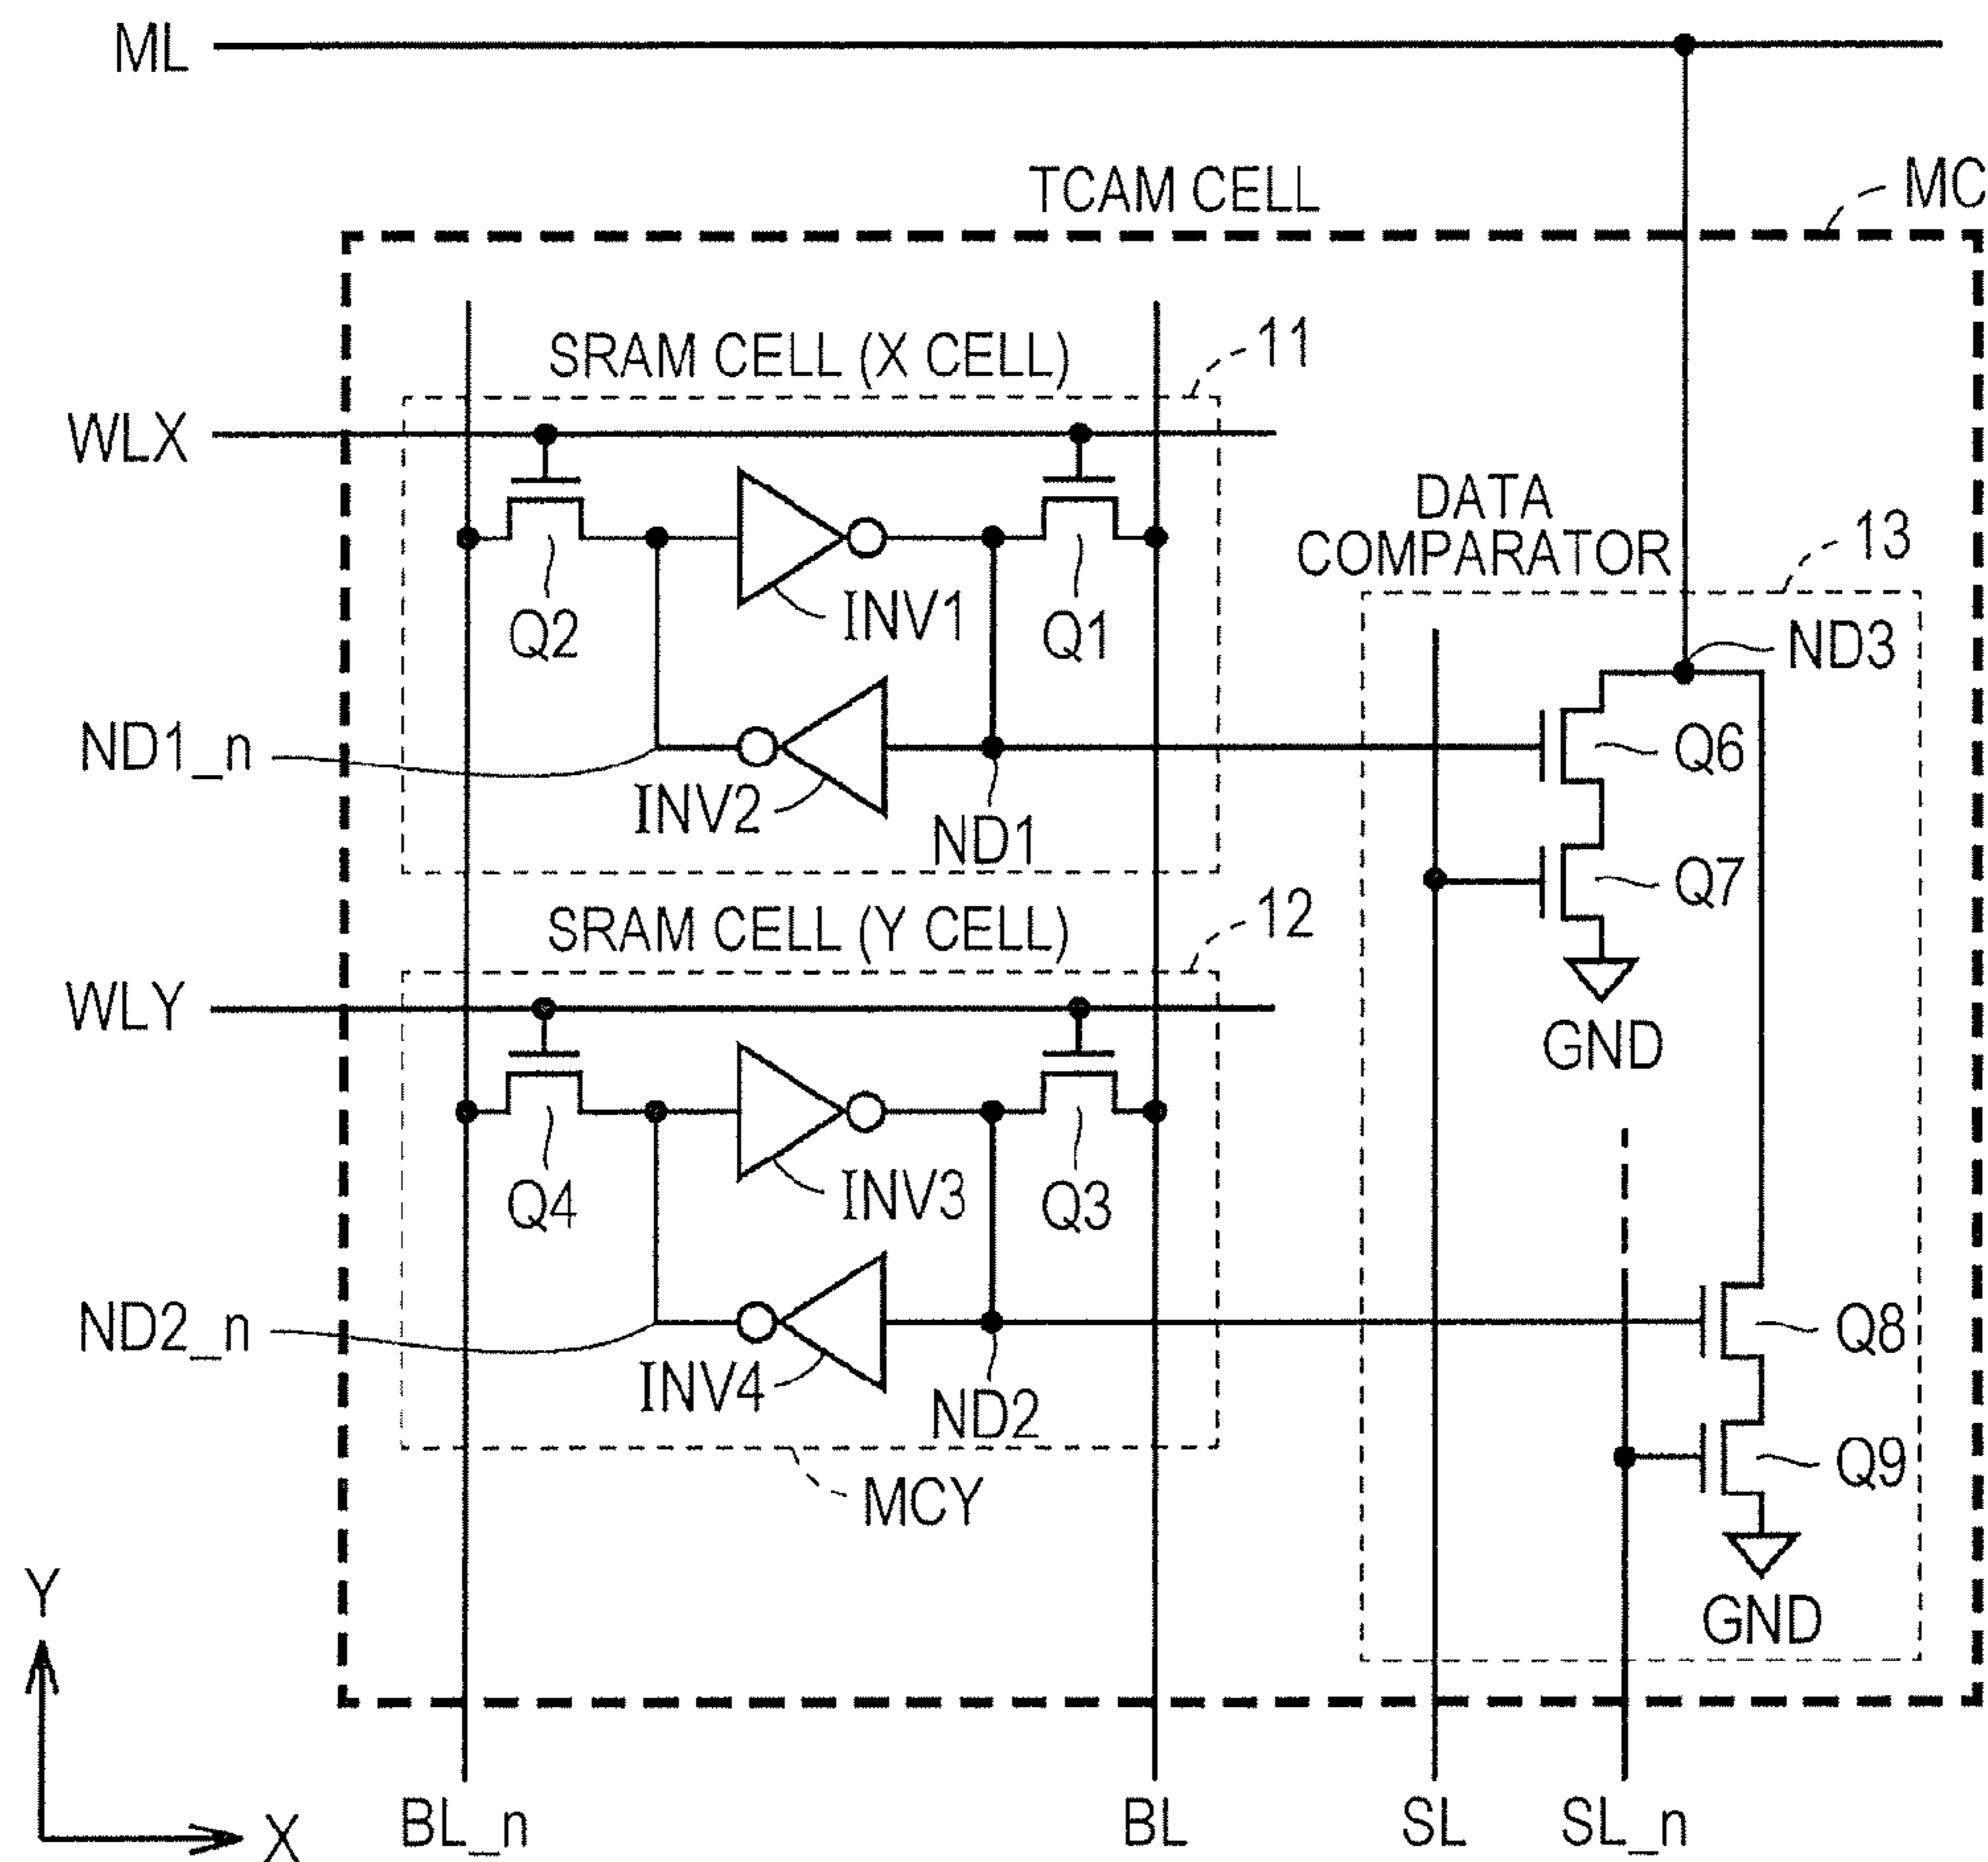 ML
TCAM CELL
MC
SRAM CELL (X CELL)
11
WLX
DATA
COMPARATOR
13
Q2
INV1
Q1
ND3
ND1_n
Q6
INV2
ND1
Q7
SRAM CELL (Y CELL)
12
WLY
GND
Q4
INV3
Q3
ND2_n
Q8
INV4
ND2
Q9
MCY
GND
Y
X
BL_n
BL
SL
SL_n